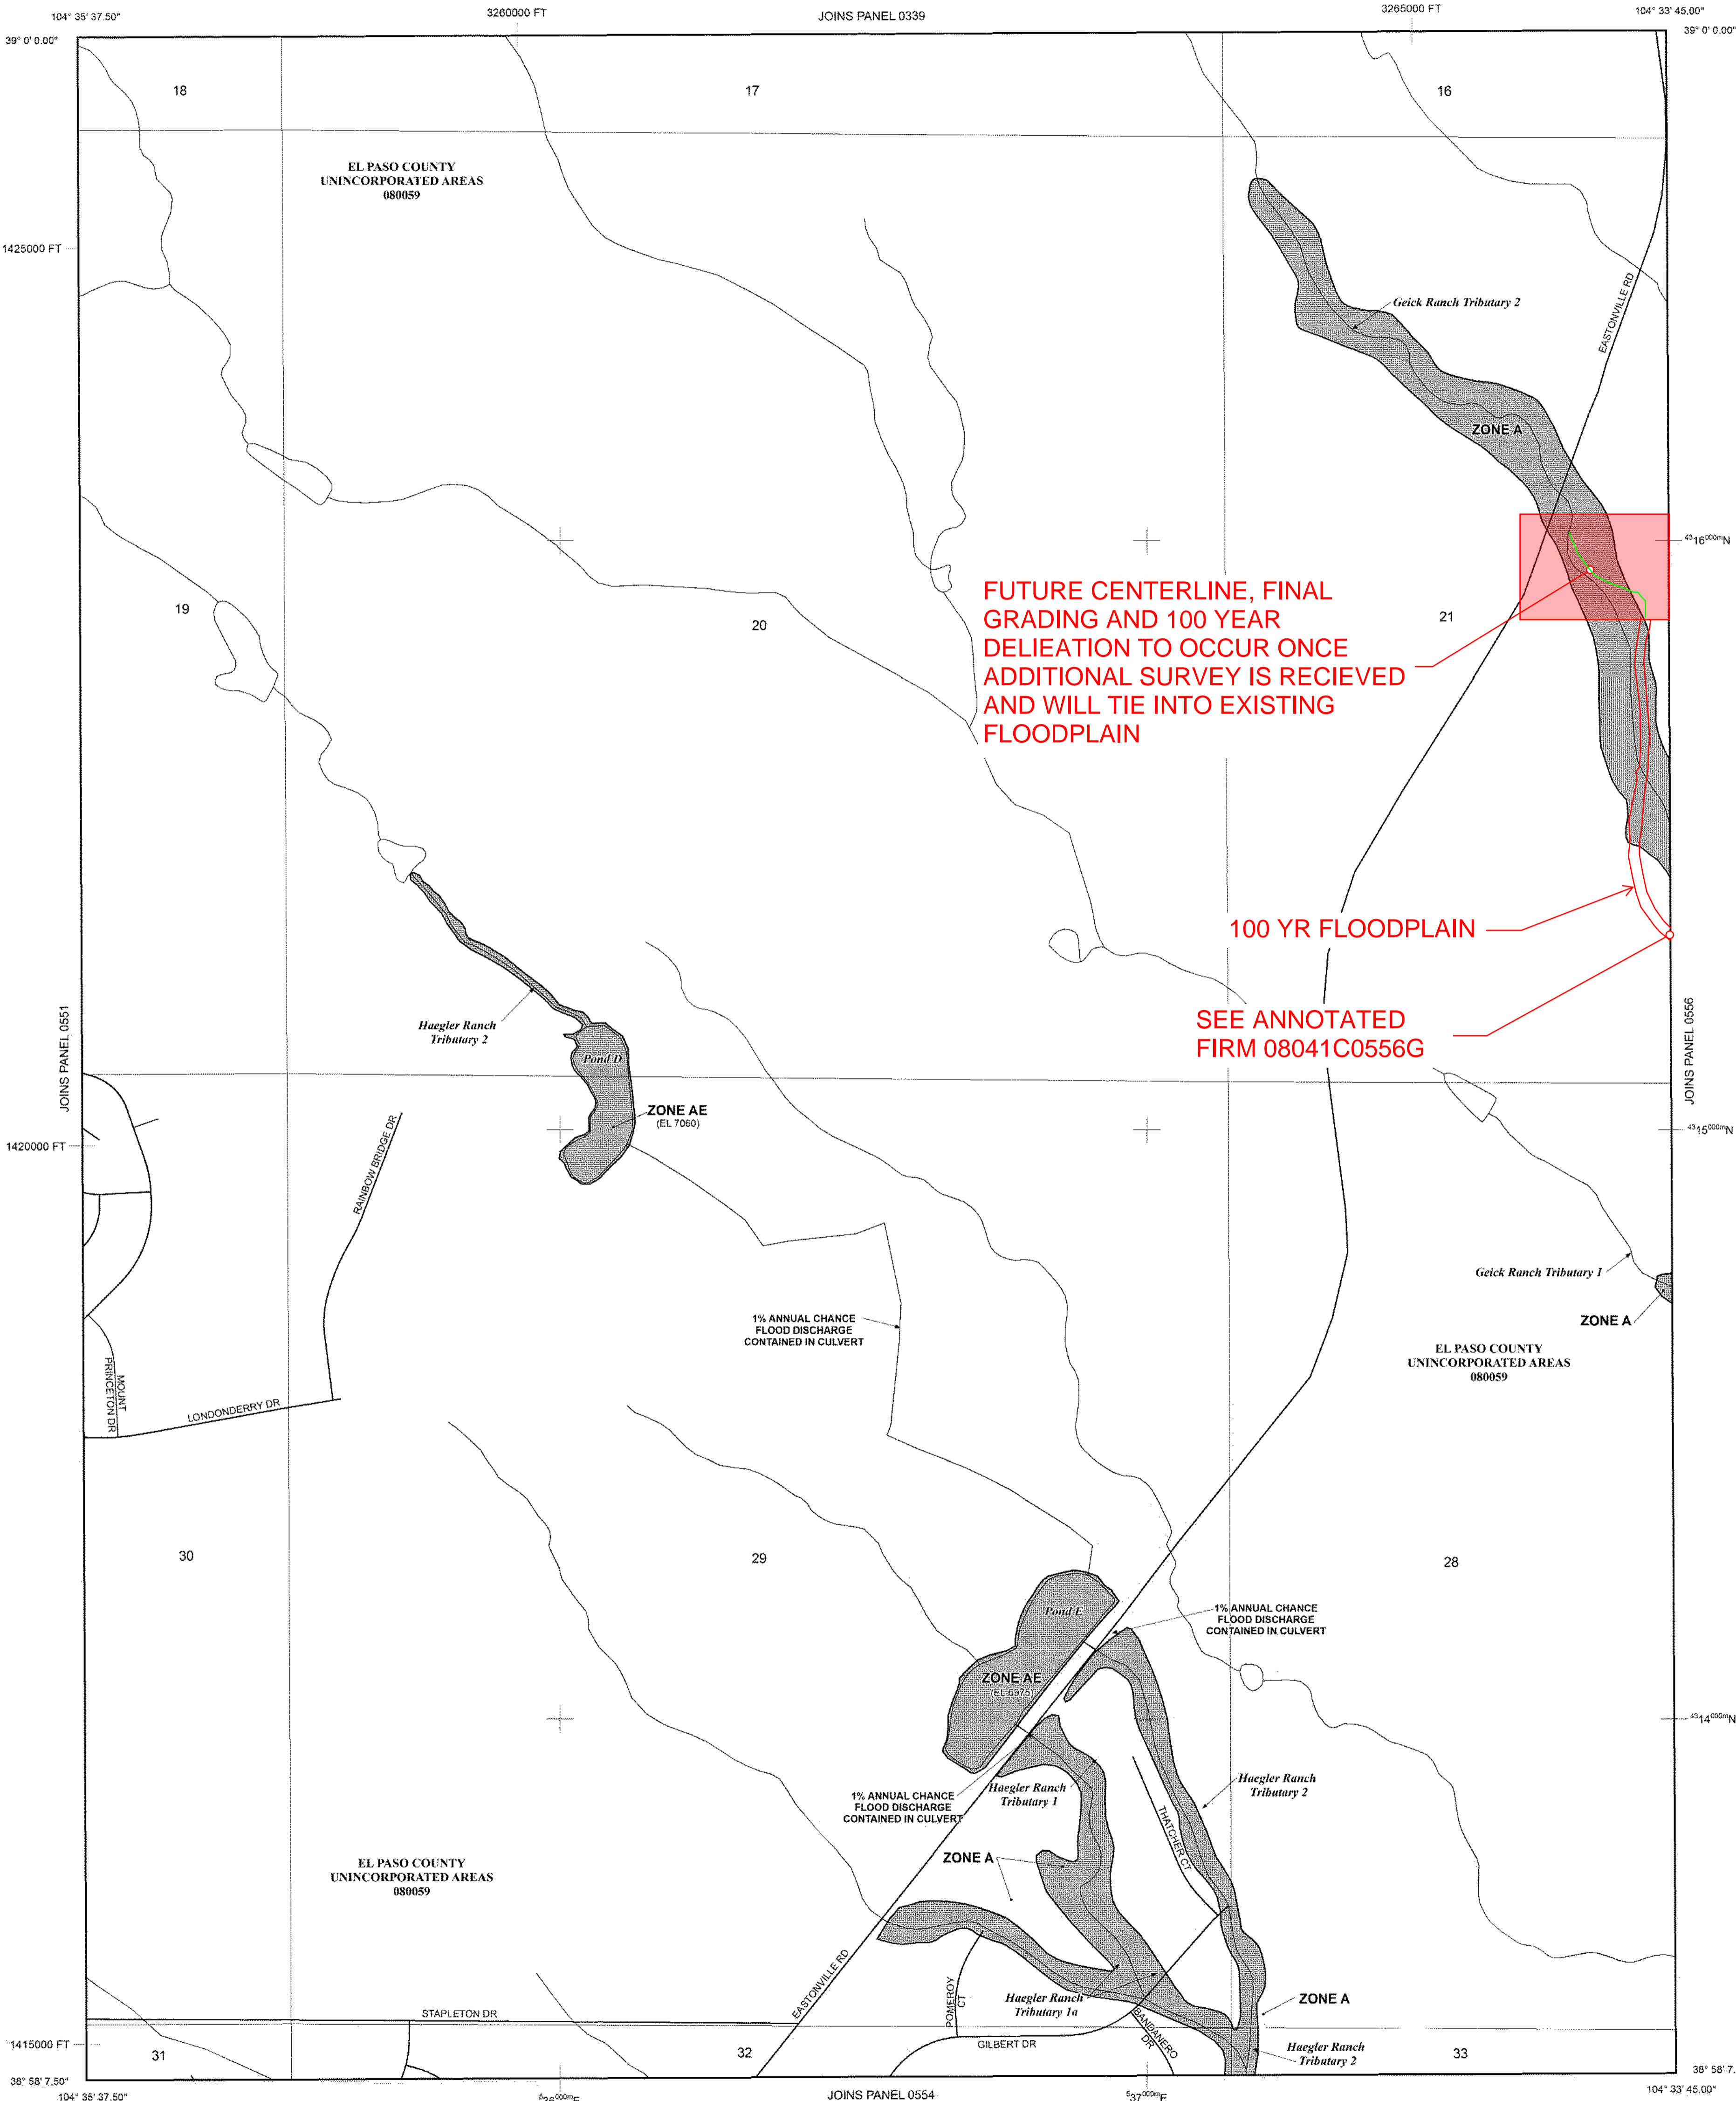 104° 35' 37.50"
3260000 FT
JOINS PANEL 0339
3265000 FT
104° 33' 45.00"
39° 0' 0.00"
39° 0' 0.00"
18
17
16
EL PASO COUNTY
UNINCORPORATED AREAS
080059
1425000 FT
EASTONVILLE RD
Geick Ranch Tributary 2
ZONE A
4316000mN
FUTURE CENTERLINE, FINAL
GRADING AND 100 YEAR
DELIEATION TO OCCUR ONCE
ADDITIONAL SURVEY IS RECIEVED
AND WILL TIE INTO EXISTING
FLOODPLAIN
19
20
21
100 YR FLOODPLAIN
SEE ANNOTATED
FIRM 08041C0556G
JOINS PANEL 0551
JOINS PANEL 0556
Haegler Ranch
Tributary 2
Pond D
ZONE AE
(EL 7060)
1420000 FT
4315000mN
RAINBOW BRIDGE DR
Geick Ranch Tributary 1
ZONE A
1% ANNUAL CHANCE
FLOOD DISCHARGE
CONTAINED IN CULVERT
EL PASO COUNTY
UNINCORPORATED AREAS
080059
MOUNT
PRINCETON DR
LONDONDERRY DR
30
29
28
Pond E
1% ANNUAL CHANCE
FLOOD DISCHARGE
CONTAINED IN CULVERT
ZONE AE
(EL 6975)
4314000mN
Haegler Ranch
Tributary 1
Haegler Ranch
Tributary 2
1% ANNUAL CHANCE
FLOOD DISCHARGE
CONTAINED IN CULVERT
THATCHER CT
ZONE A
EL PASO COUNTY
UNINCORPORATED AREAS
080059
EASTONVILLE RD
POMEROY
CT
Haegler Ranch
Tributary 1a
ZONE A
STAPLETON DR
BANDANERO
DR
GILBERT DR
Haegler Ranch
Tributary 2
1415000 FT
31
32
33
38° 58' 7.50"
38° 58' 7.
104° 35' 37.50"
536000mE
JOINS PANEL 0554
537000mE
104° 33' 45.00"